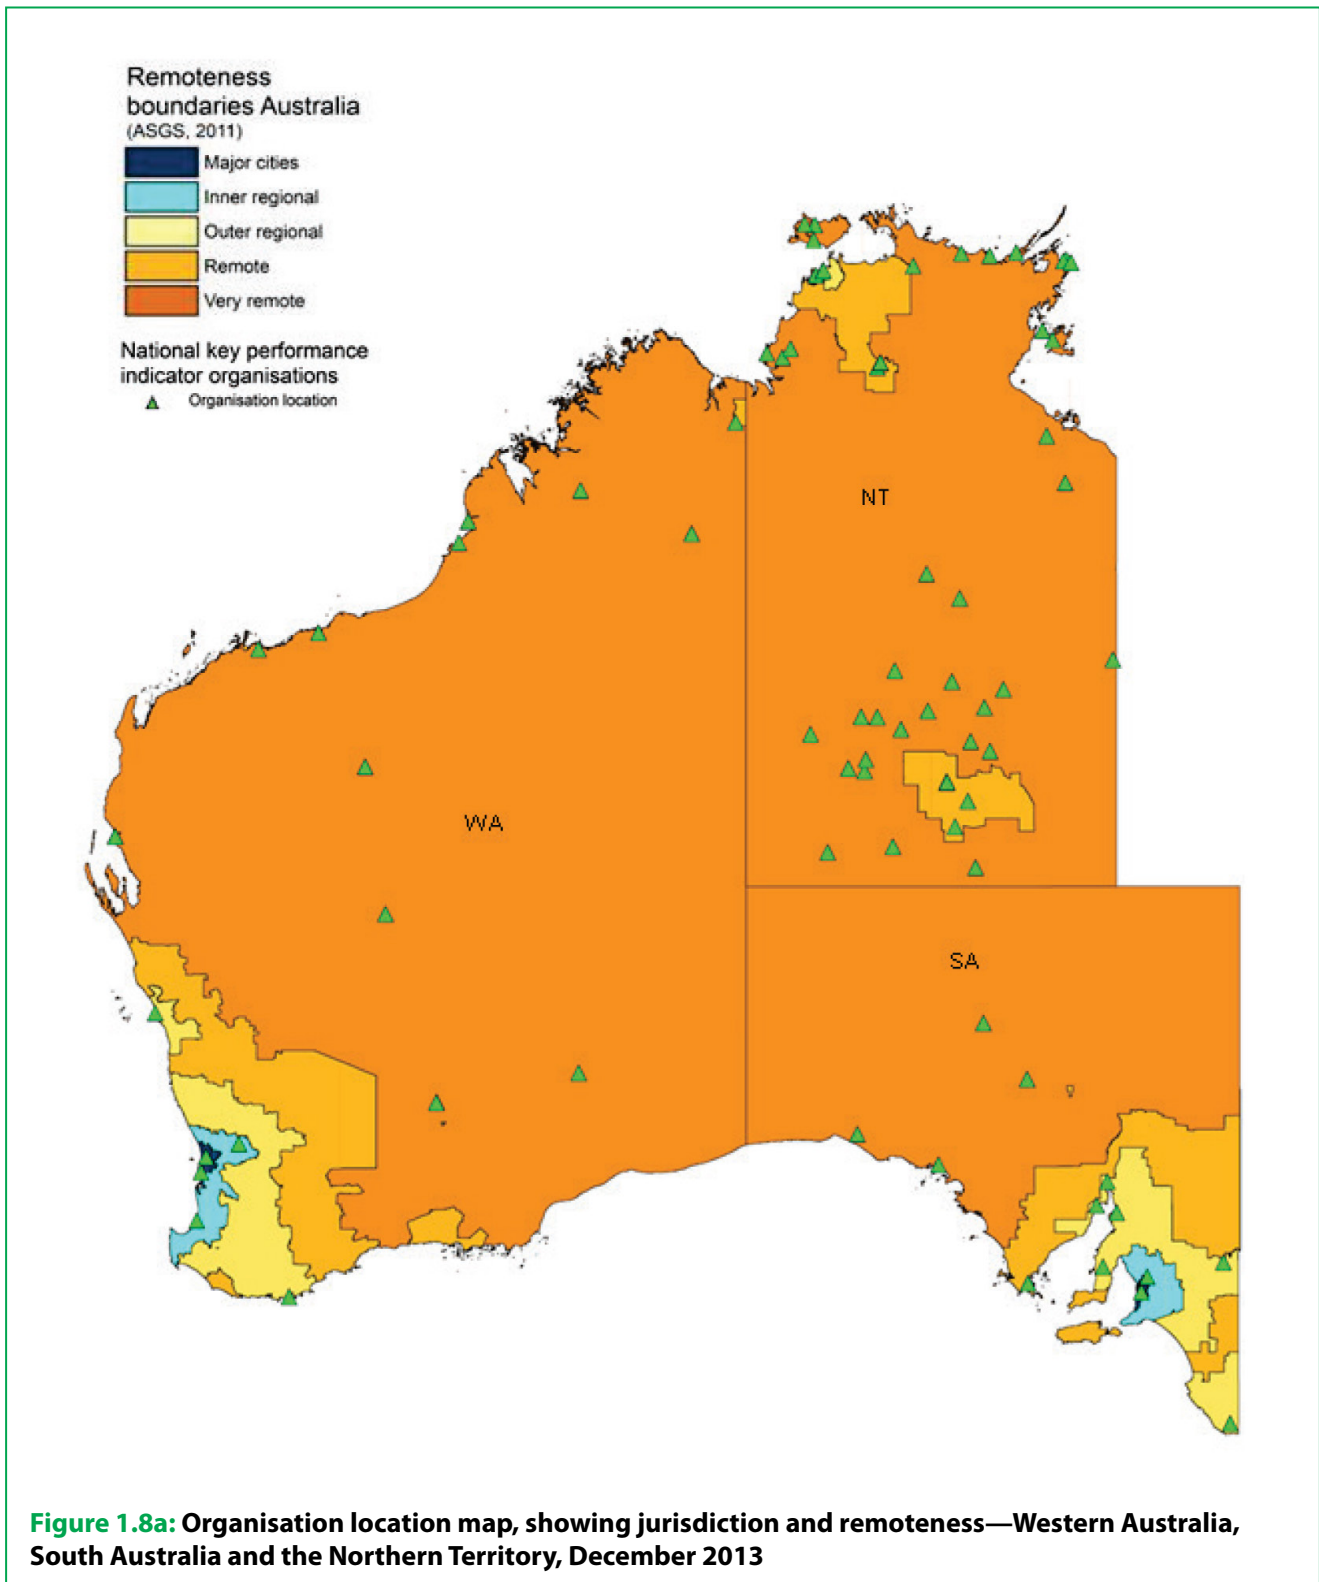 Remoteness
boundaries Australia
(ASGS, 2011)
Major cities
Inner regional
Outer regional
Remote
Very remote
National key performance
indicator organisations
Organisation location
NT
WA
SA
Figure 1.8a: Organisation location map, showing jurisdiction and remoteness—Western Australia,
South Australia and the Northern Territory, December 2013